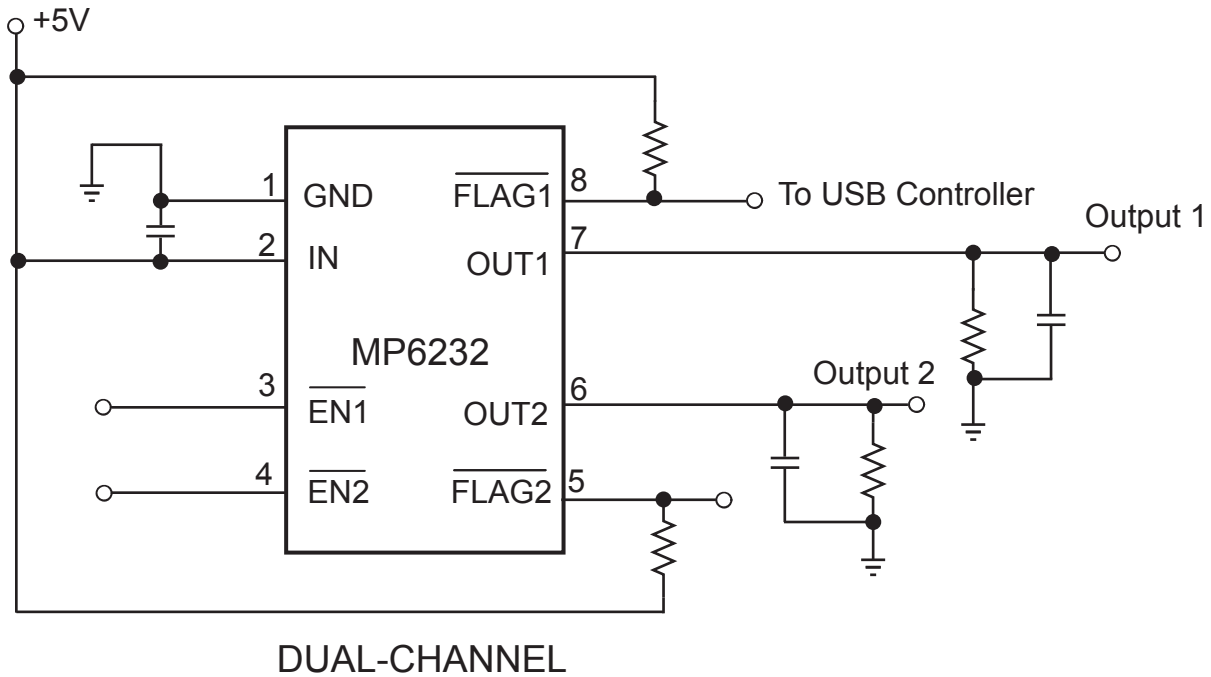 +5V
1
GND
FLAG1
8
To USB Controller
Output 1
2
IN
7
OUT1
MP6232
Output 2
3
EN1
6
OUT2
4
EN2
FLAG2
5
DUAL-CHANNEL